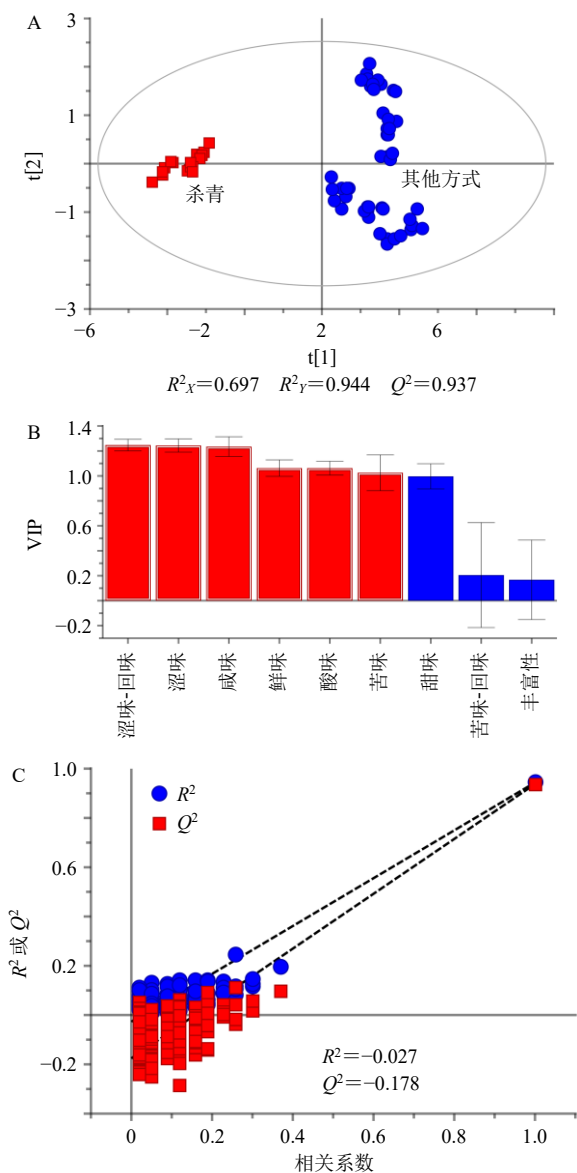 A
3
1
t[2]
−1
−3
杀青
其他方式
−6
−2
2
6
t[1]
R²X＝0.697 R²Y＝0.944 Q²＝0.937
B
1.4
1.0
0.6
0.2
−0.2
VIP
涩味-回味
涩味
咸味
鲜味
酸味
苦味
甜味
苦味-回味
丰富性
C
1.0
0.6
0.2
−0.2
R² 或 Q²
R²
Q²
R²＝−0.027
Q²＝−0.178
0
0.2
0.4
0.6
0.8
1.0
相关系数